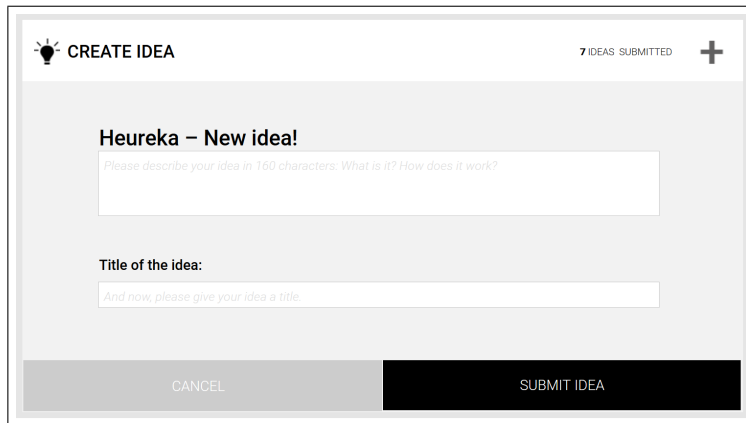 CREATE IDEA
7 IDEAS SUBMITTED
Heureka – New idea!
Please describe your idea in 160 characters: What is it? How does it work?
Title of the idea:
And now, please give your idea a title.
CANCEL
SUBMIT IDEA